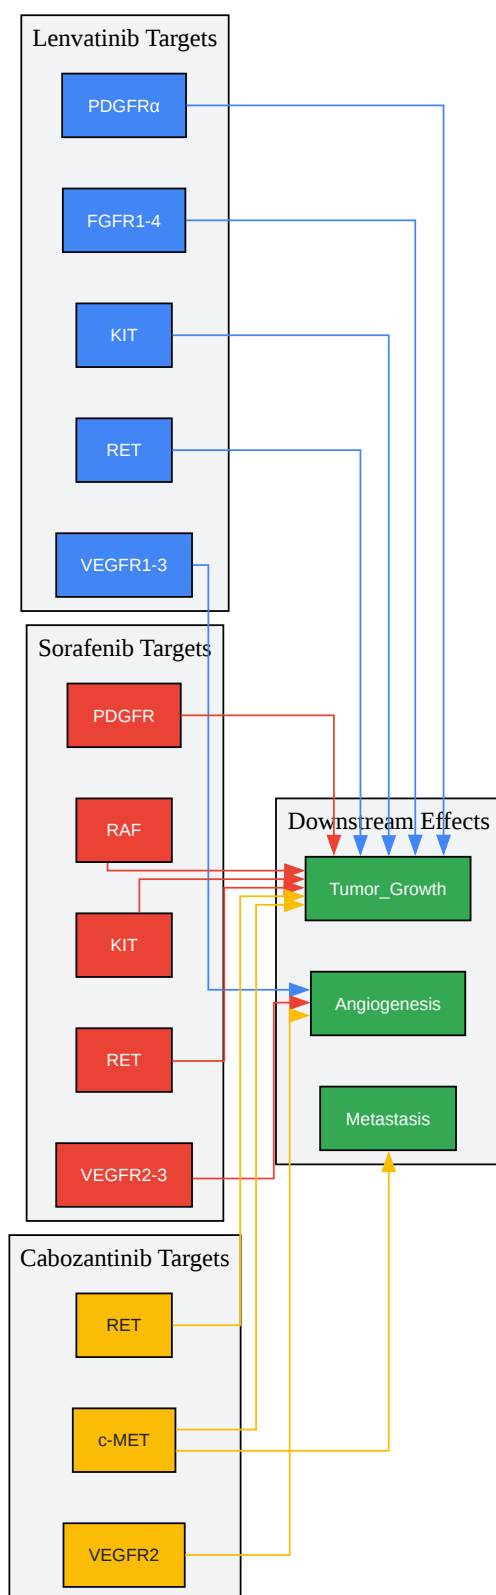 Lenvatinib Targets
PDGFRα
FGFR1-4
KIT
RET
VEGFR1-3
Sorafenib Targets
PDGFR
RAF
KIT
RET
VEGFR2-3
Downstream Effects
Tumor_Growth
Angiogenesis
Metastasis
Cabozantinib Targets
RET
c-MET
VEGFR2